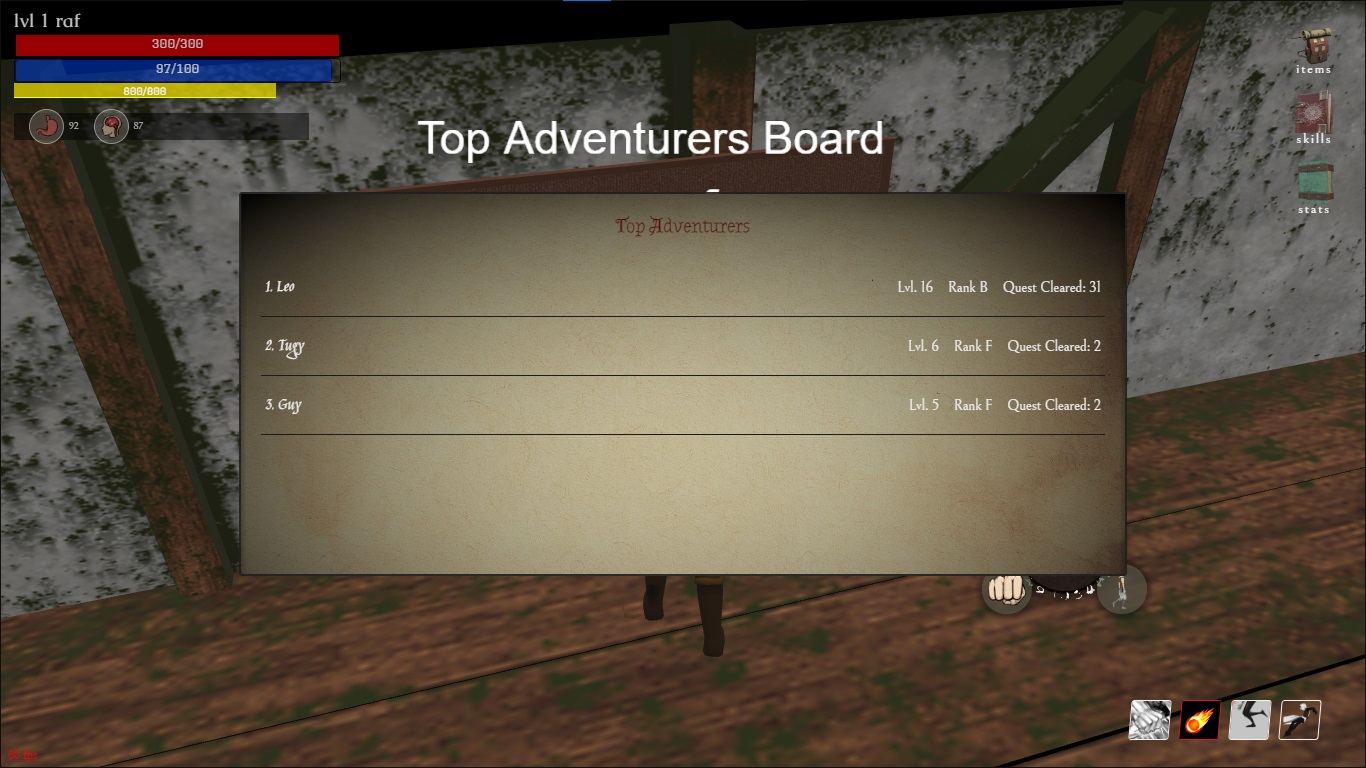 lvl 1 raf
300/300
97/100
800/800
92 87
items
skills
stats
Top Adventurers Board
Top Adventurers
1. Leo Lvl. 16 Rank B Quest Cleared: 31
2. Tugy Lvl. 6 Rank F Quest Cleared: 2
3. Guy Lvl. 5 Rank F Quest Cleared: 2